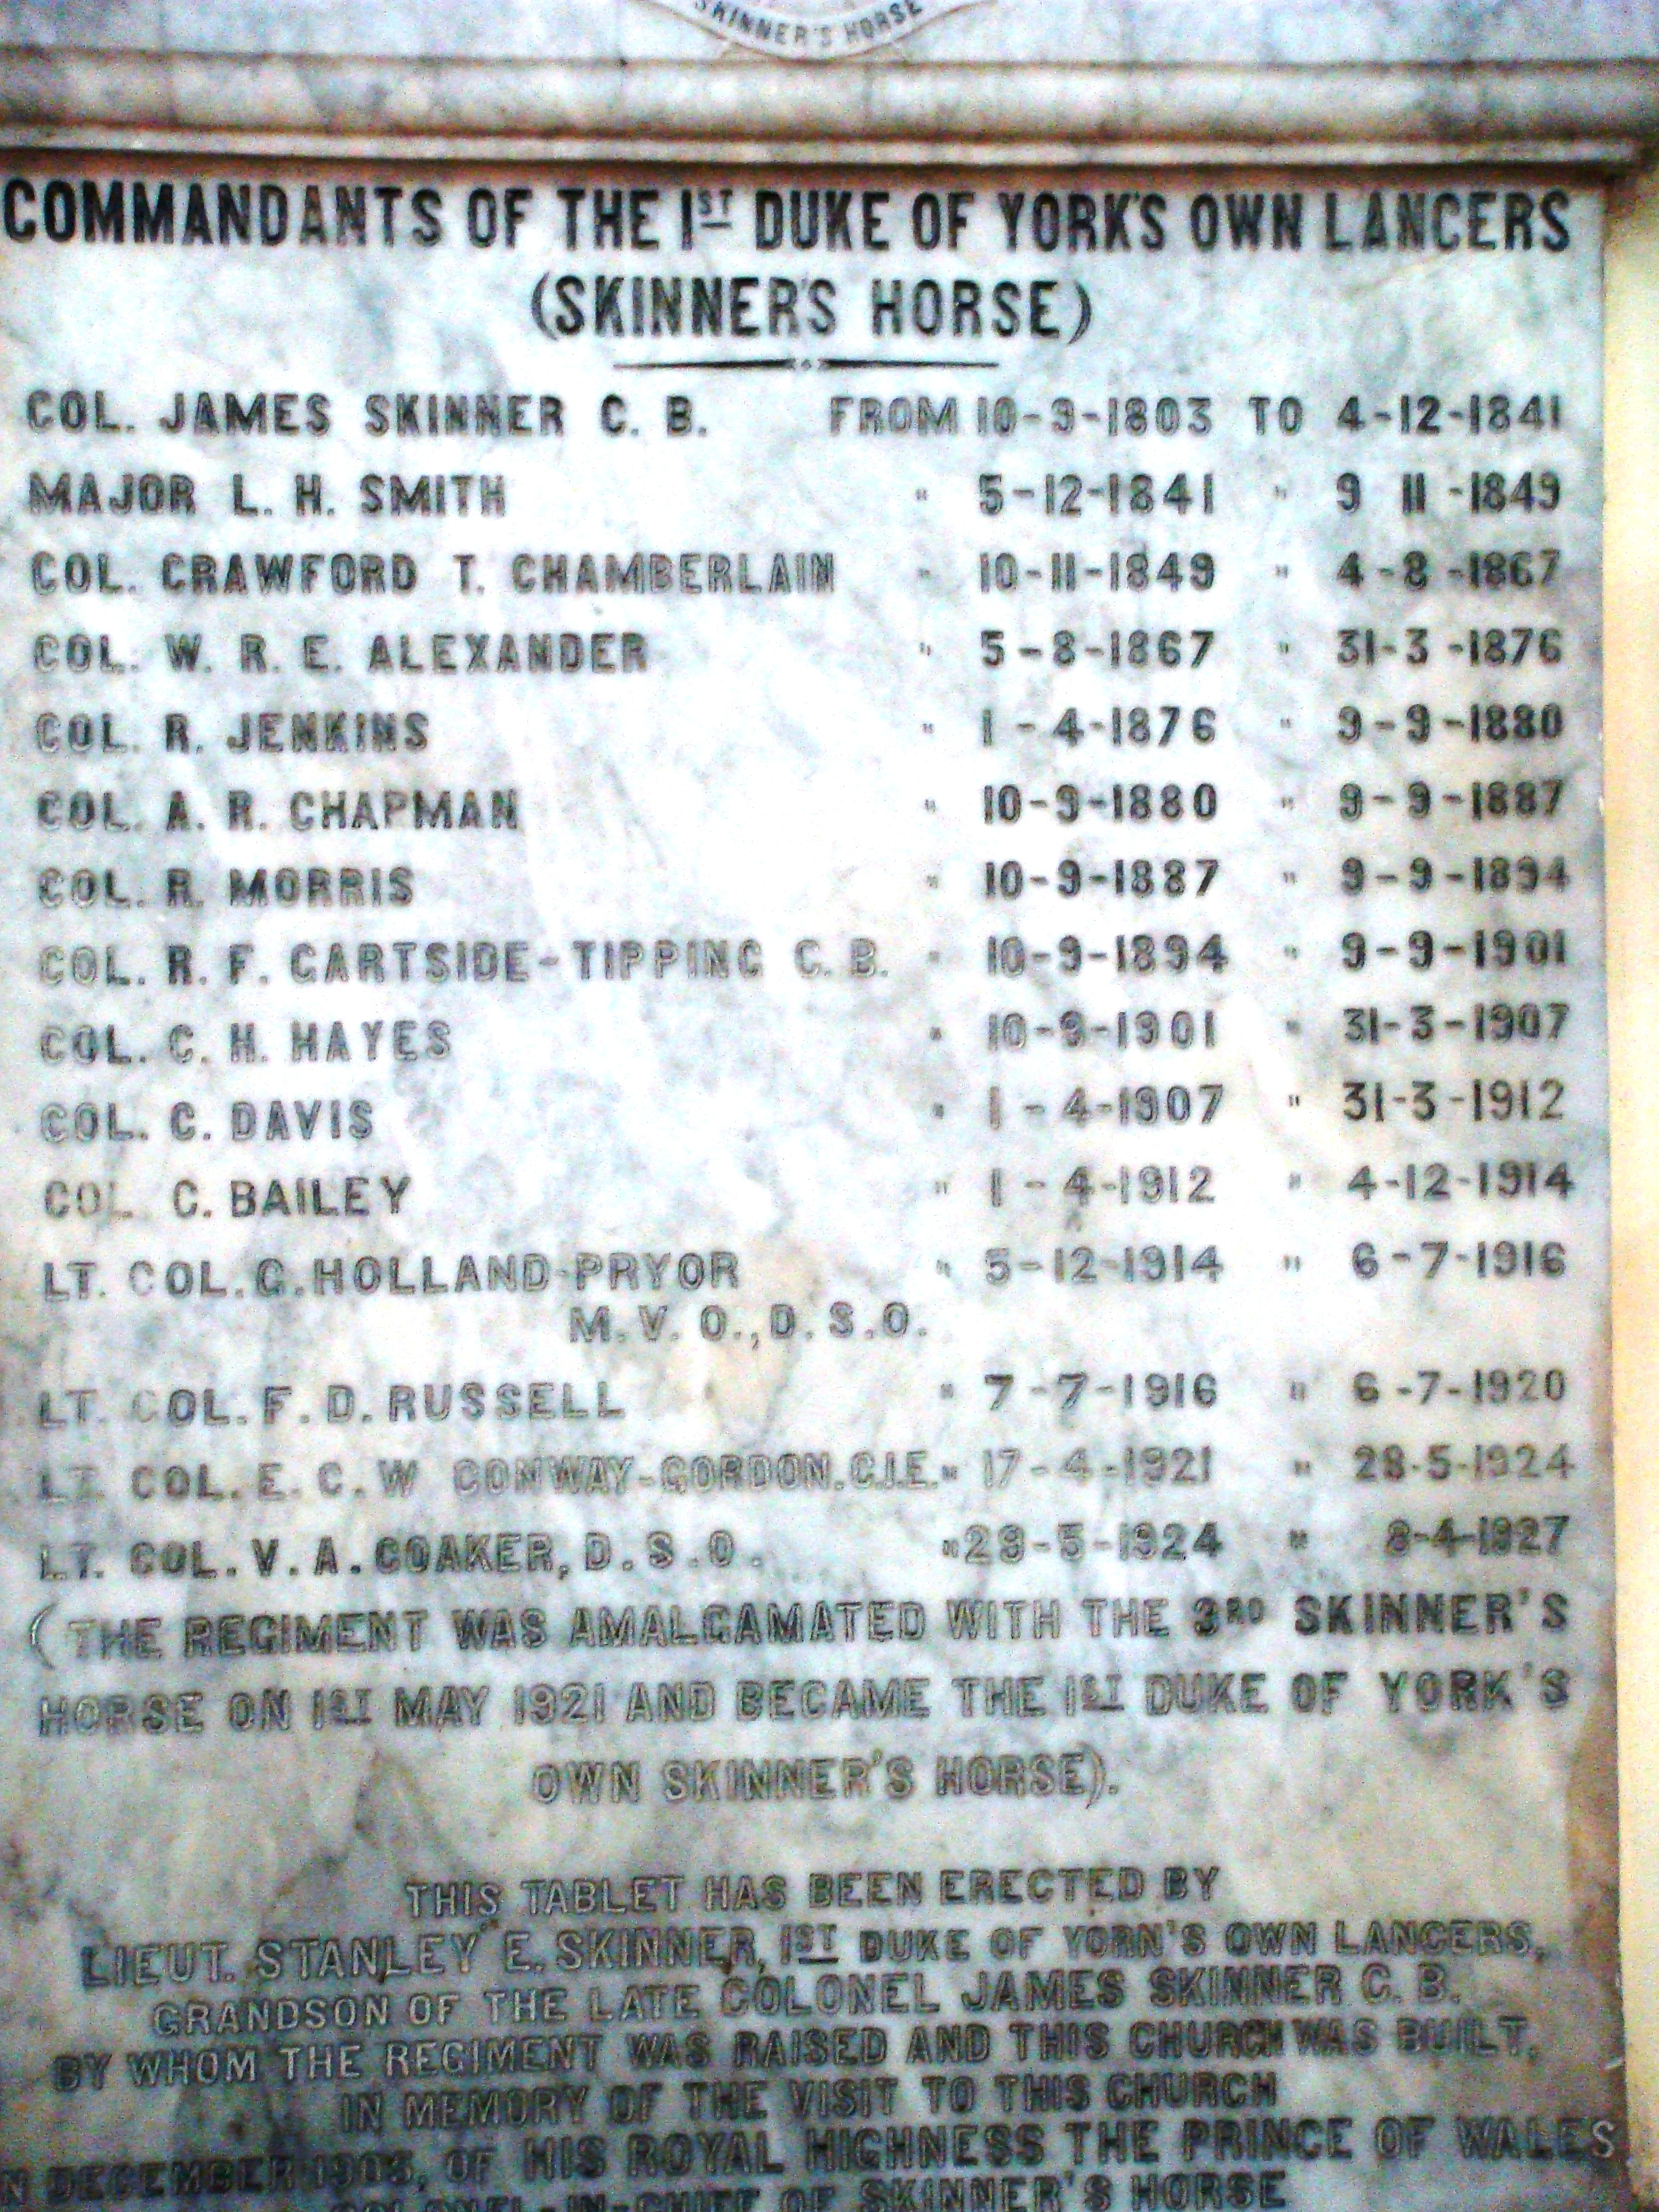 SKINNER'S HORSE
COMMANDANTS OF THE 1ST DUKE OF YORK'S OWN LANCERS
(SKINNER'S HORSE)
COL. JAMES SKINNER C. B. FROM 10-9-1803 TO 4-12-1841
MAJOR L. H. SMITH " 5-12-1841 " 9 11 -1849
COL. CRAWFORD T. CHAMBERLAIN " 10-11-1849 " 4-8-1867
COL. W. R. E. ALEXANDER " 5-8-1867 " 31-3-1876
COL. R. JENKINS " 1-4-1876 " 9-9-1880
COL. A. R. CHAPMAN " 10-9-1880 " 9-9-1887
COL. R. MORRIS " 10-9-1887 " 9-9-1894
COL. R. F. GARTSIDE-TIPPING C. B. " 10-9-1894 " 9-9-1901
COL. C. H. HAYES " 10-9-1901 " 31-3-1907
COL. C. DAVIS " 1-4-1907 " 31-3-1912
COL C. BAILEY " 1-4-1912 " 4-12-1914
LT. COL. G. HOLLAND-PRYOR " 5-12-1914 " 6-7-1916
M. V. O., D. S. O.
LT. COL. F. D. RUSSELL " 7-7-1916 " 6-7-1920
LT. COL. E. C. W CONWAY-GORDON. C.I.E. " 17-4-1921 " 28-5-1924
LT. COL. V. A. COAKER, D. S. O. " 29-5-1924 " 8-4-1927
(THE REGIMENT WAS AMALGAMATED WITH THE 3RD SKINNER'S
HORSE ON 1ST MAY 1921 AND BECAME THE 1ST DUKE OF YORK'S
OWN SKINNER'S HORSE).
THIS TABLET HAS BEEN ERECTED BY
LIEUT. STANLEY E. SKINNER, 1ST DUKE OF YORN'S OWN LANCERS,
GRANDSON OF THE LATE COLONEL JAMES SKINNER C. B.
BY WHOM THE REGIMENT WAS RAISED AND THIS CHURCH WAS BUILT,
IN MEMORY OF THE VISIT TO THIS CHURCH
N DECEMBER 1905, OF HIS ROYAL HIGHNESS THE PRINCE OF WALES
COLONEL-IN-CHIEF OF SKINNER'S HORSE